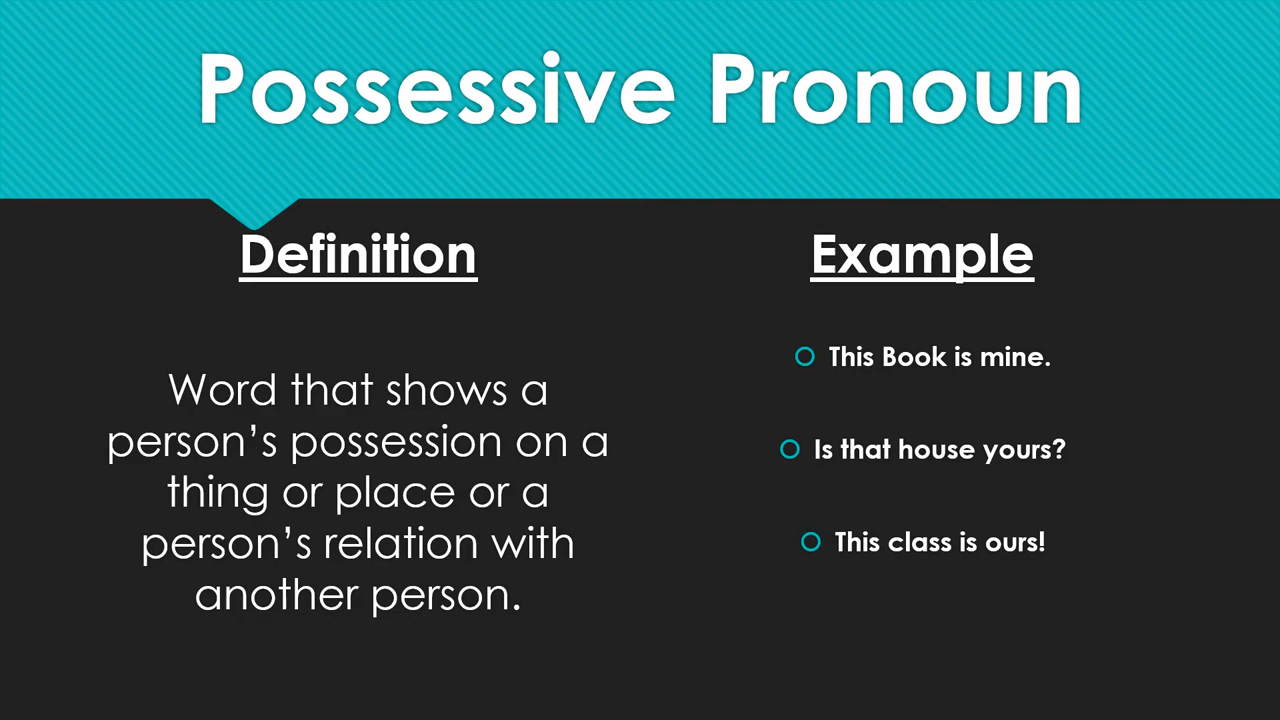 Possessive Pronoun
Definition
Word that shows a
person’s possession on a
thing or place or a
person’s relation with
another person.
Example
This Book is mine.
Is that house yours?
This class is ours!